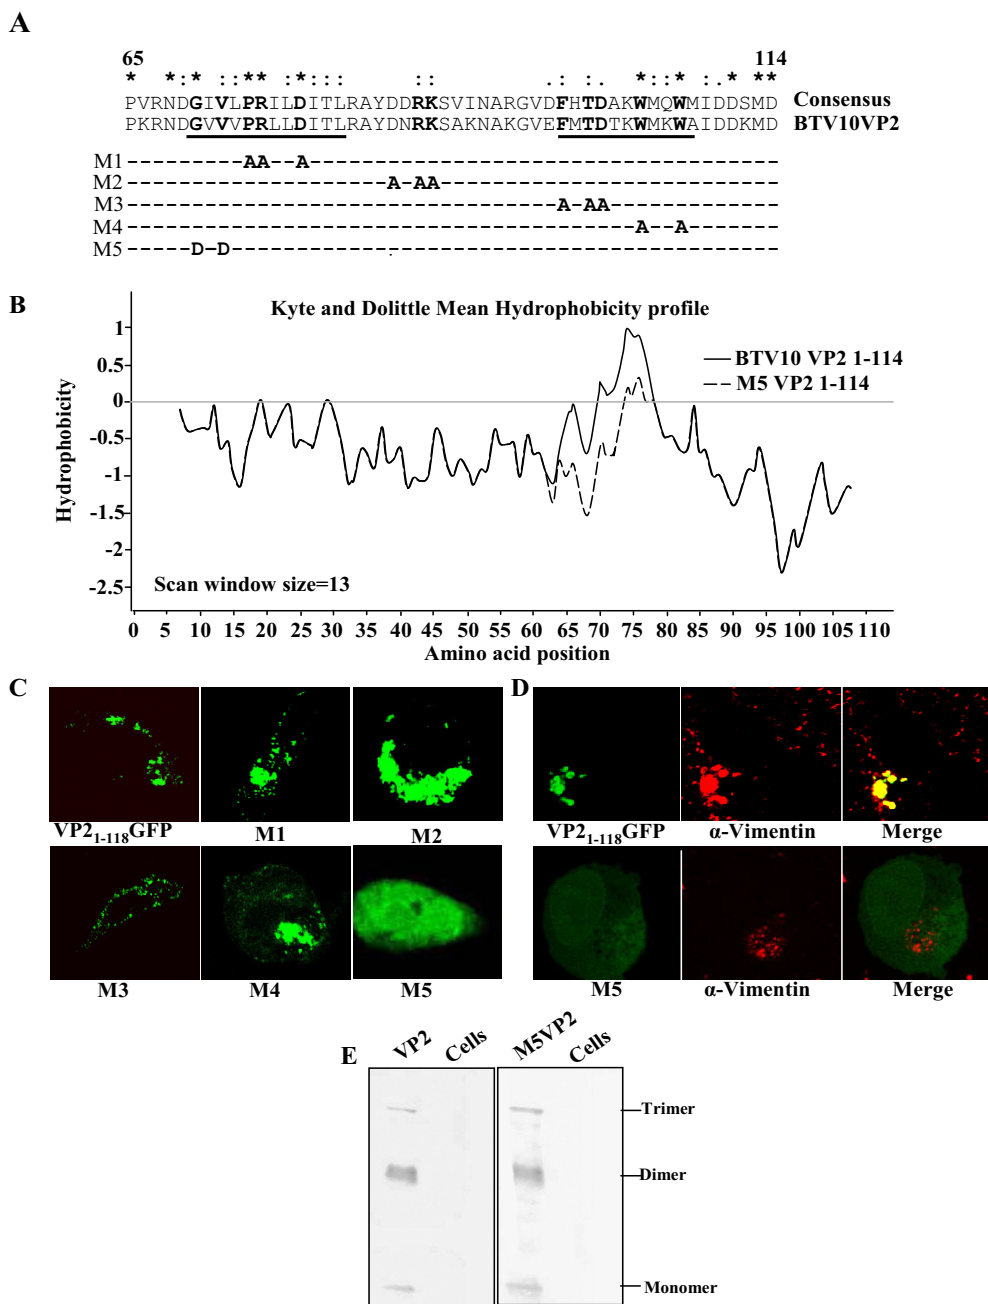 A
65 114
* *:* :: ** :*::: :: .: :. *::* :. * **
PVRNDGIVLPRILDITLRAYDDRKSVINARGVDFHTDAKWMQWMIDDSMD Consensus
PKRNDGVVVPRLLDITLRAYDNRKSAKNAKGVEFMTDTKWMKWAIDDKMD BTV10VP2
M1 ---------AA--A------------------------------------
M2 --------------------A-AA--------------------------
M3 ---------------------------------A-AA-------------
M4 ---------------------------------------A--A-------
M5 -----D-D------------------------------------------
B
Kyte and Dolittle Mean Hydrophobicity profile
BTV10 VP2 1-114
M5 VP2 1-114
Hydrophobicity
1
0.5
0
-0.5
-1
-1.5
-2
-2.5
Scan window size=13
0 5 10 15 20 25 30 35 40 45 50 55 60 65 70 75 80 85 90 95 100 105 110
Amino acid position
C
VP21-118GFP M1 M2
M3 M4 M5
D
VP21-118GFP α-Vimentin Merge
M5 α-Vimentin Merge
E
VP2 Cells M5VP2 Cells
Trimer
Dimer
Monomer